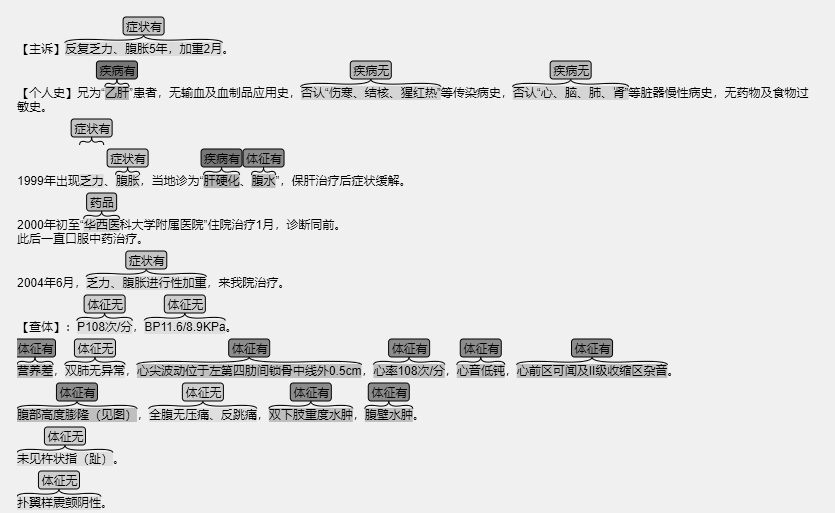 症状有
【主诉】反复乏力、腹胀5年，加重2月。
疾病有 疾病无 疾病无
【个人史】兄为“乙肝”患者，无输血及血制品应用史，否认“伤寒、结核、猩红热”等传染病史，否认“心、脑、肺、肾”等脏器慢性病史，无药物及食物过
敏史。
症状有
症状有 疾病有 体征有
1999年出现乏力、腹胀，当地诊为“肝硬化、腹水”，保肝治疗后症状缓解。
药品
2000年初至“华西医科大学附属医院”住院治疗1月，诊断同前。
此后一直口服中药治疗。
症状有
2004年6月，乏力、腹胀进行性加重，来我院治疗。
体征无 体征无
【查体】：P108次/分，BP11.6/8.9KPa。
体征有 体征无 体征有 体征有 体征有 体征有
营养差，双肺无异常，心尖波动位于左第四肋间锁骨中线外0.5cm，心率108次/分，心音低钝，心前区可闻及II级收缩区杂音。
体征有 体征无 体征有 体征有
腹部高度膨隆（见图），全腹无压痛、反跳痛，双下肢重度水肿，腹壁水肿。
体征无
未见杵状指（趾）。
体征无
扑翼样震颤阴性。